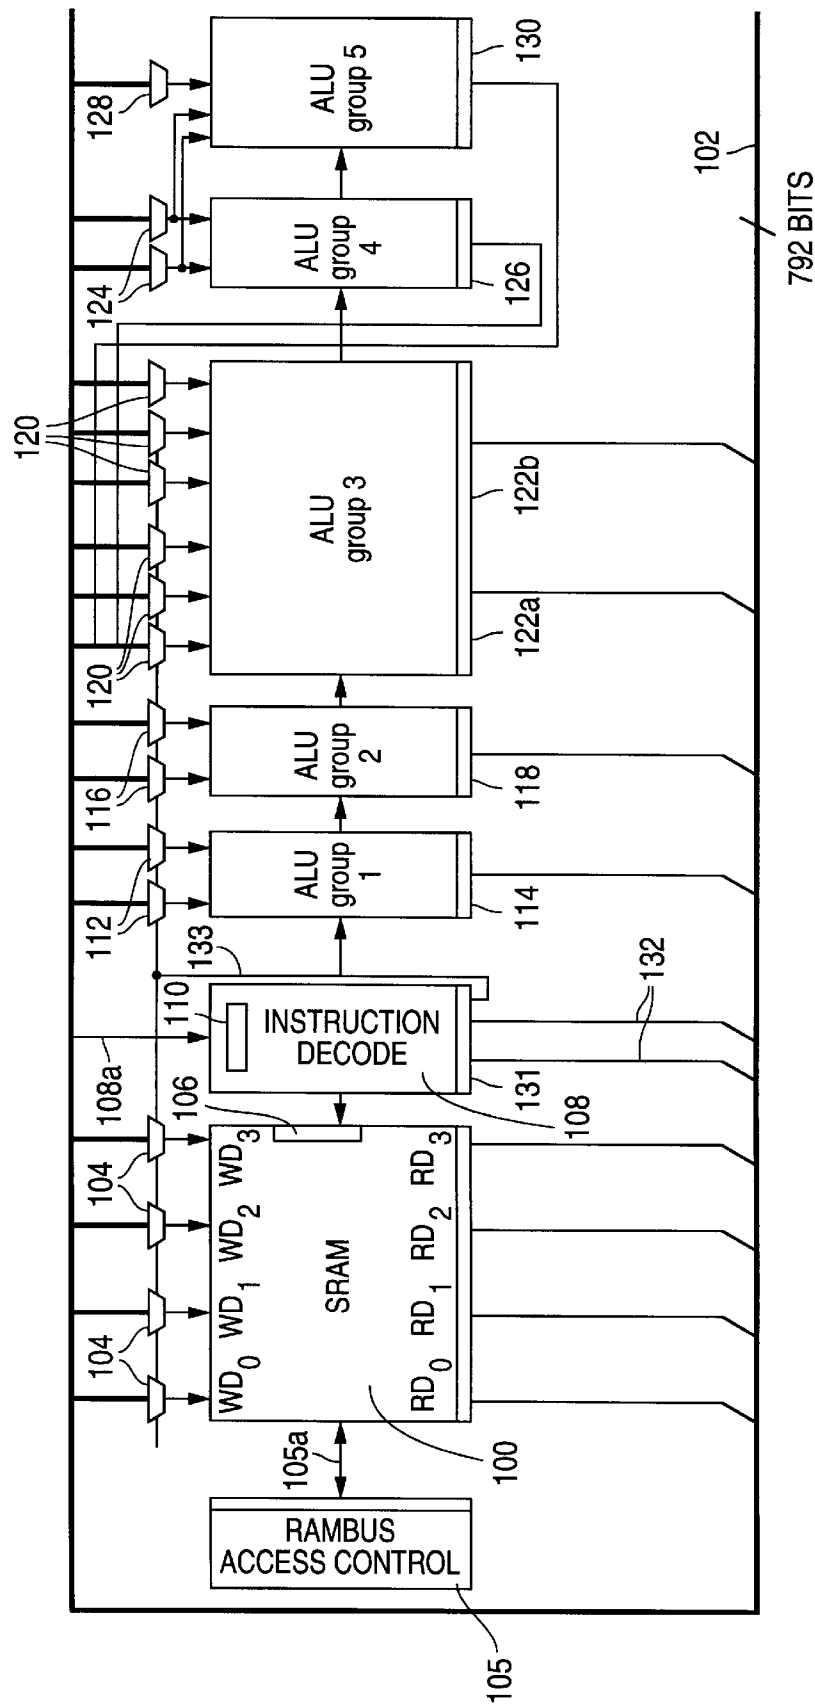 104
104
108a
112
116
120
120
124
128
133
WD0
WD1
WD2
WD3
106
110
SRAM
RD0
RD1
RD2
RD3
RAMBUS
ACCESS CONTROL
105
105a
100
INSTRUCTION
DECODE
131
108
132
ALU
group
1
114
ALU
group
2
118
ALU
group 3
122a
122b
ALU
group
4
126
ALU
group 5
130
102
792 BITS